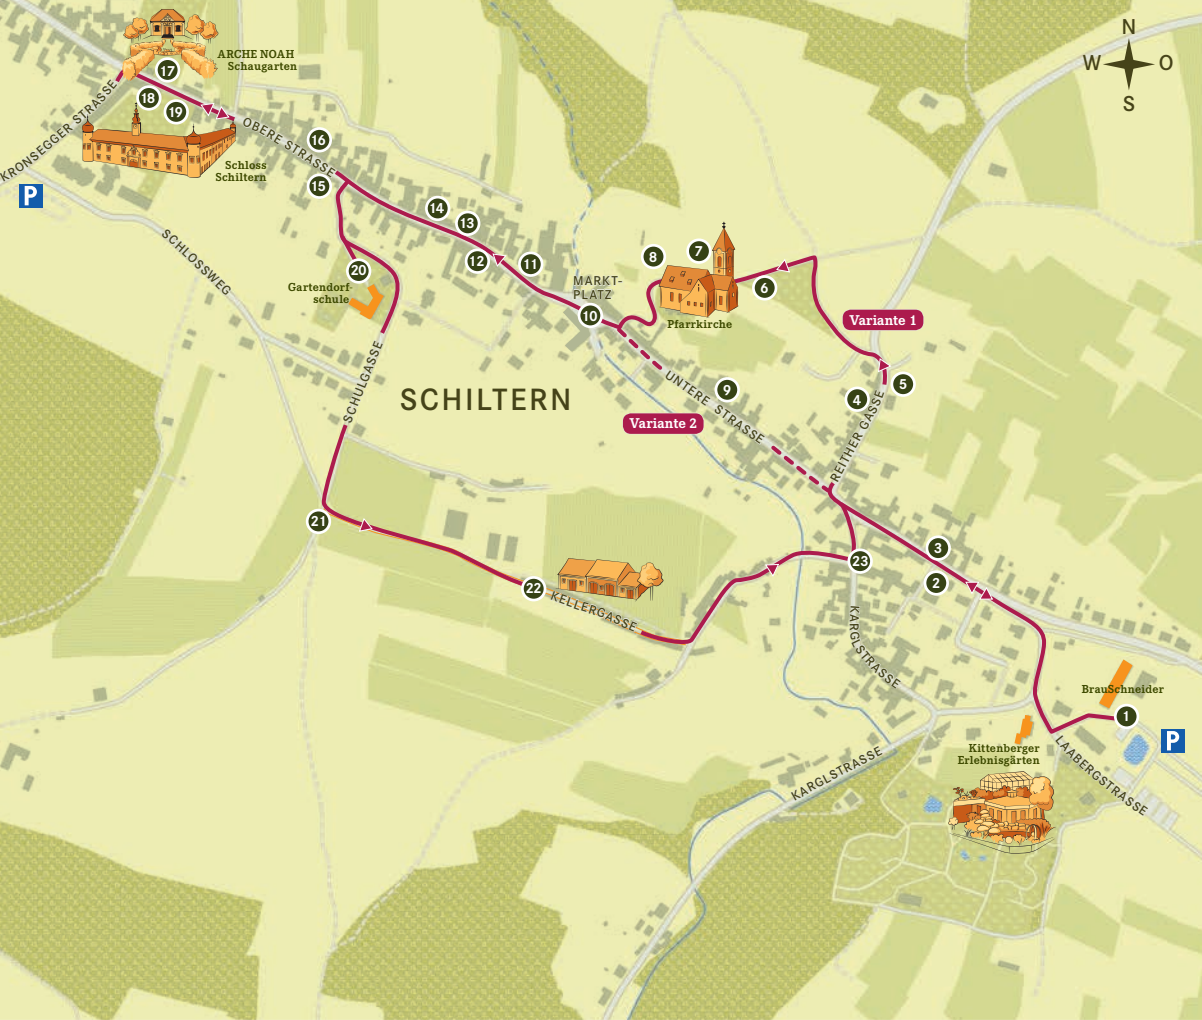 N
W
O
S
ARCHE NOAH
Schaugarten
17
18
19
KRONSEGGER STRASSE
OBERE STRASSE
16
15
Schloss
Schiltern
P
SCHLOSSWEG
14
13
12
11
20
Gartendorf-
schule
MARKT-
PLATZ
10
8
7
6
Pfarrkirche
Variante 1
5
4
REITHER GASSE
9
UNTERE STRASSE
Variante 2
SCHULGASSE
SCHILTERN
21
22
KELLERGASSE
23
3
2
KARGLSTRASSE
BrauSchneider
1
P
Kittenberger
Erlebnisgärten
LAABERGSTRASSE
KARGLSTRASSE